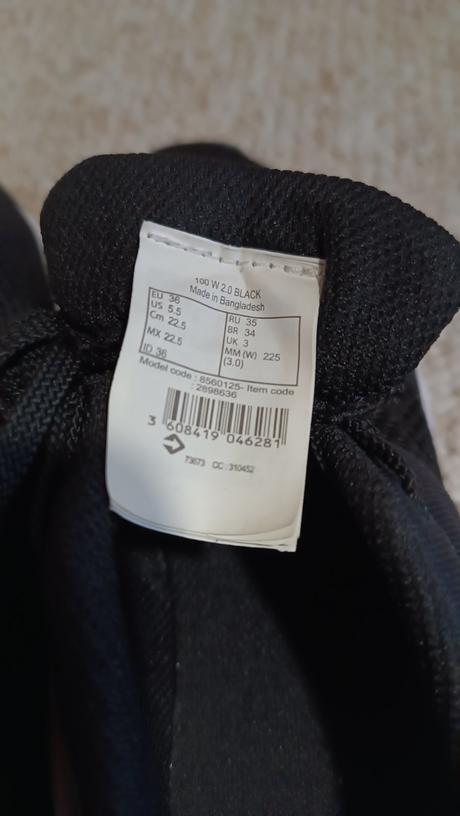 100 W 2.0 BLACK
Made in Bangladesh
EU 36
US 5.5
Cm 22.5
MX 22.5
ID 36
RU 35
BR 34
UK 3
MM (W) 225
(3.0)
Model code : 8560125- Item code
: 2898636
3 608419 046281
73673 CC : 310452